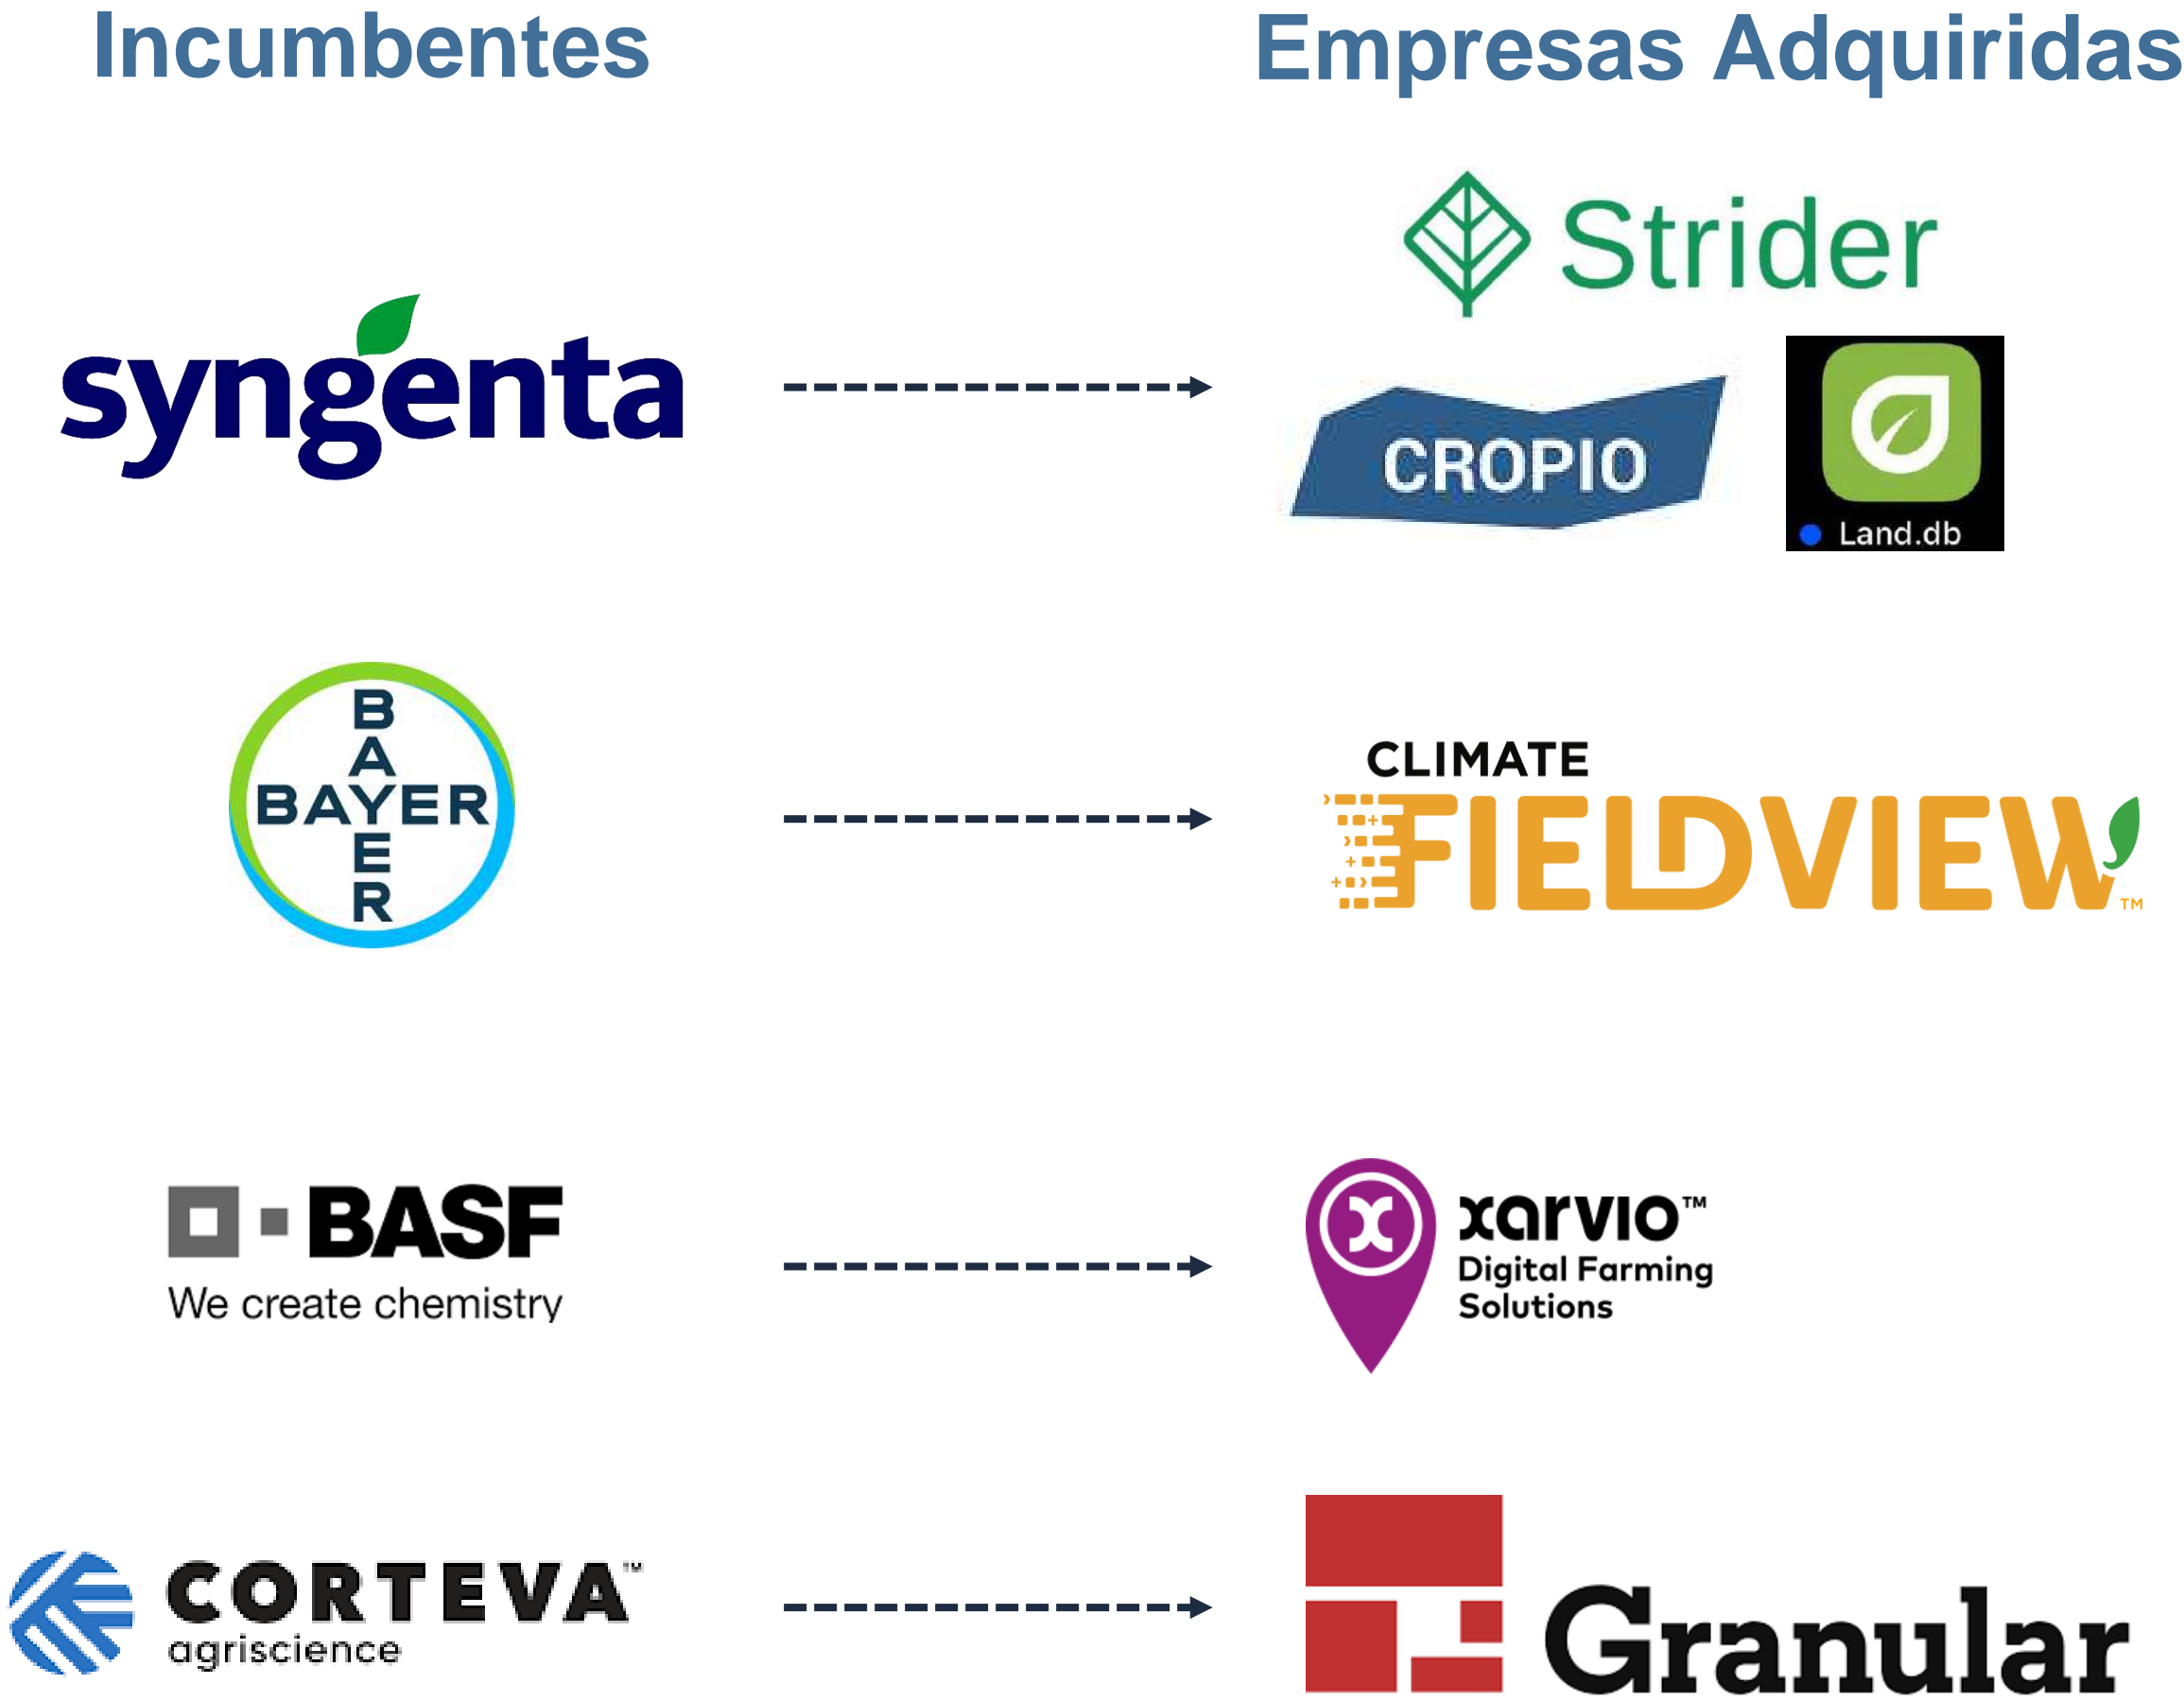 Incumbentes
Empresas Adquiridas
syngenta
Strider
CROPIO
Land.db
BAYER
BAYER
CLIMATE
FIELDVIEW™
BASF
We create chemistry
xarvio™
Digital Farming
Solutions
CORTEVA™
agriscience
Granular